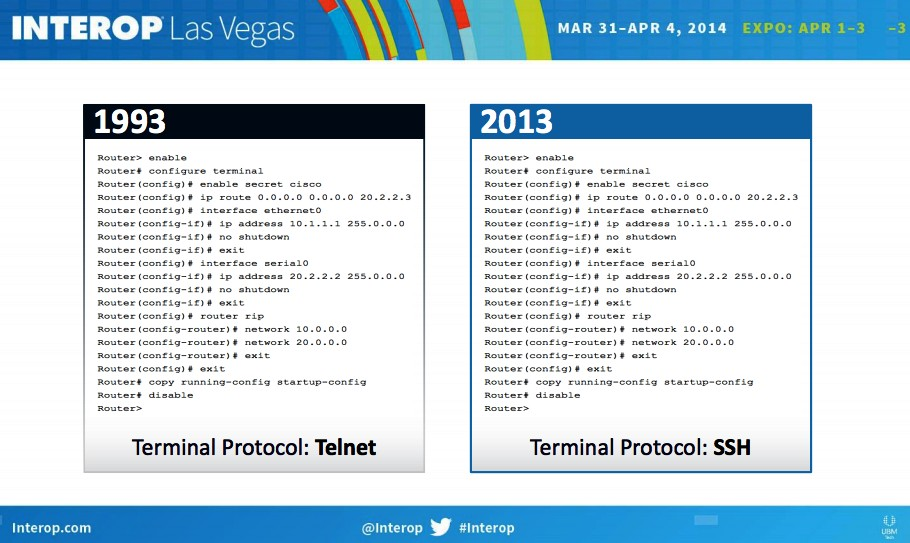 INTEROP Las Vegas
MAR 31–APR 4, 2014 EXPO: APR 1–3 –3
1993
Router> enable
Router# configure terminal
Router(config)# enable secret cisco
Router(config)# ip route 0.0.0.0 0.0.0.0 20.2.2.3
Router(config)# interface ethernet0
Router(config-if)# ip address 10.1.1.1 255.0.0.0
Router(config-if)# no shutdown
Router(config-if)# exit
Router(config)# interface serial0
Router(config-if)# ip address 20.2.2.2 255.0.0.0
Router(config-if)# no shutdown
Router(config-if)# exit
Router(config)# router rip
Router(config-router)# network 10.0.0.0
Router(config-router)# network 20.0.0.0
Router(config-router)# exit
Router(config)# exit
Router# copy running-config startup-config
Router# disable
Router>
Terminal Protocol: Telnet
2013
Router> enable
Router# configure terminal
Router(config)# enable secret cisco
Router(config)# ip route 0.0.0.0 0.0.0.0 20.2.2.3
Router(config)# interface ethernet0
Router(config-if)# ip address 10.1.1.1 255.0.0.0
Router(config-if)# no shutdown
Router(config-if)# exit
Router(config)# interface serial0
Router(config-if)# ip address 20.2.2.2 255.0.0.0
Router(config-if)# no shutdown
Router(config-if)# exit
Router(config)# router rip
Router(config-router)# network 10.0.0.0
Router(config-router)# network 20.0.0.0
Router(config-router)# exit
Router(config)# exit
Router# copy running-config startup-config
Router# disable
Router>
Terminal Protocol: SSH
Interop.com
@Interop #Interop
UBM
Tech